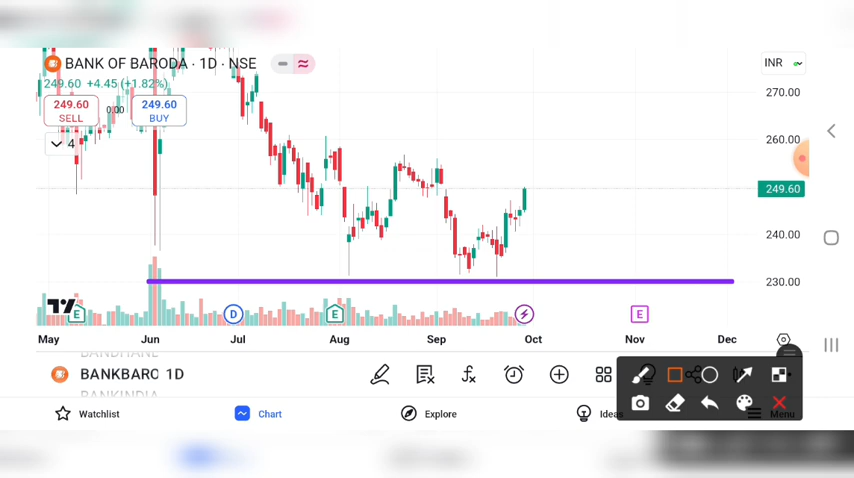 BANK OF BARODA · 1D · NSE
INR
249.60 +4.45 (+1.82%)
249.60
SELL
0.00
249.60
BUY
4
270.00
260.00
249.60
240.00
230.00
E
D
E
E
May
Jun
Jul
Aug
Sep
Oct
Nov
Dec
BANKBARO 1D
Watchlist
Chart
Explore
Ideas
Menu